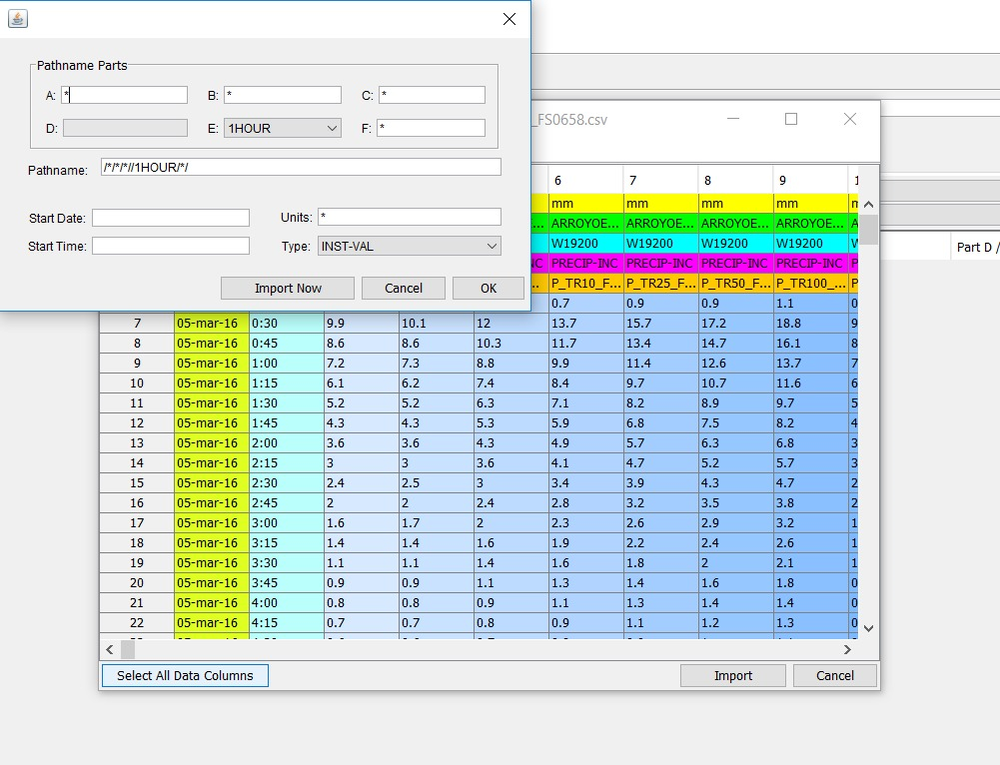 Pathname Parts
A: * B: * C: *
D: E: 1HOUR F: *
Pathname: /*/*/*//1HOUR/*/
Start Date: Units: *
Start Time: Type: INST-VAL
Import Now Cancel OK
_FS0658.csv
6 7 8 9 1
mm mm mm mm m
... ARROYOE... ARROYOE... ARROYOE... ARROYOE... A
W19200 W19200 W19200 W19200 W
NC PRECIP-INC PRECIP-INC PRECIP-INC PRECIP-INC P
... P_TR10_F... P_TR25_F... P_TR50_F... P_TR100_... P
0.7 0.9 0.9 1.1 0
7 05-mar-16 0:30 9.9 10.1 12 13.7 15.7 17.2 18.8 9
8 05-mar-16 0:45 8.6 8.6 10.3 11.7 13.4 14.7 16.1 8
9 05-mar-16 1:00 7.2 7.3 8.8 9.9 11.4 12.6 13.7 7
10 05-mar-16 1:15 6.1 6.2 7.4 8.4 9.7 10.7 11.6 6
11 05-mar-16 1:30 5.2 5.2 6.3 7.1 8.2 8.9 9.7 5
12 05-mar-16 1:45 4.3 4.3 5.3 5.9 6.8 7.5 8.2 4
13 05-mar-16 2:00 3.6 3.6 4.3 4.9 5.7 6.3 6.8 3
14 05-mar-16 2:15 3 3 3.6 4.1 4.7 5.2 5.7 3
15 05-mar-16 2:30 2.4 2.5 3 3.4 3.9 4.3 4.7 2
16 05-mar-16 2:45 2 2 2.4 2.8 3.2 3.5 3.8 2
17 05-mar-16 3:00 1.6 1.7 2 2.3 2.6 2.9 3.2 1
18 05-mar-16 3:15 1.4 1.4 1.6 1.9 2.2 2.4 2.6 1
19 05-mar-16 3:30 1.1 1.1 1.4 1.6 1.8 2 2.1 1
20 05-mar-16 3:45 0.9 0.9 1.1 1.3 1.4 1.6 1.8 0
21 05-mar-16 4:00 0.8 0.8 0.9 1.1 1.3 1.4 1.4 0
22 05-mar-16 4:15 0.7 0.7 0.8 0.9 1.1 1.2 1.3 0
Select All Data Columns Import Cancel
Part D /